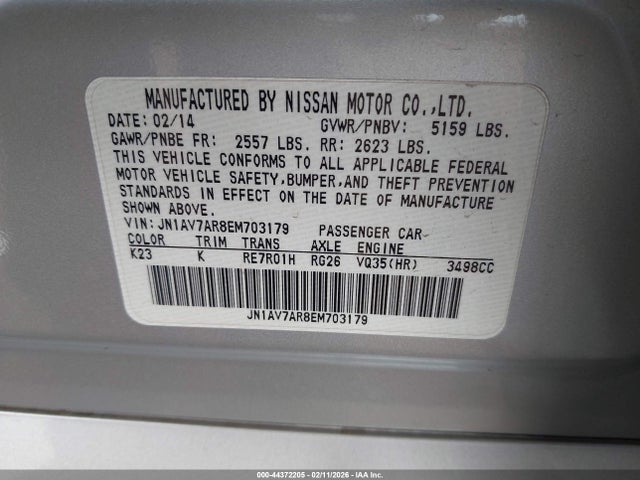 MANUFACTURED BY NISSAN MOTOR CO.,LTD.
DATE: 02/14 GVWR/PNBV: 5159 LBS.
GAWR/PNBE FR: 2557 LBS. RR: 2623 LBS.
THIS VEHICLE CONFORMS TO ALL APPLICABLE FEDERAL
MOTOR VEHICLE SAFETY,BUMPER,AND THEFT PREVENTION
STANDARDS IN EFFECT ON THE DATE OF MANUFACTURE
SHOWN ABOVE.
VIN: JN1AV7AR8EM703179 PASSENGER CAR
COLOR TRIM TRANS AXLE ENGINE
K23 K RE7R01H RG26 VQ35(HR) 3498CC
JN1AV7AR8EM703179
000-44372205 - 02/11/2026 - IAA Inc.